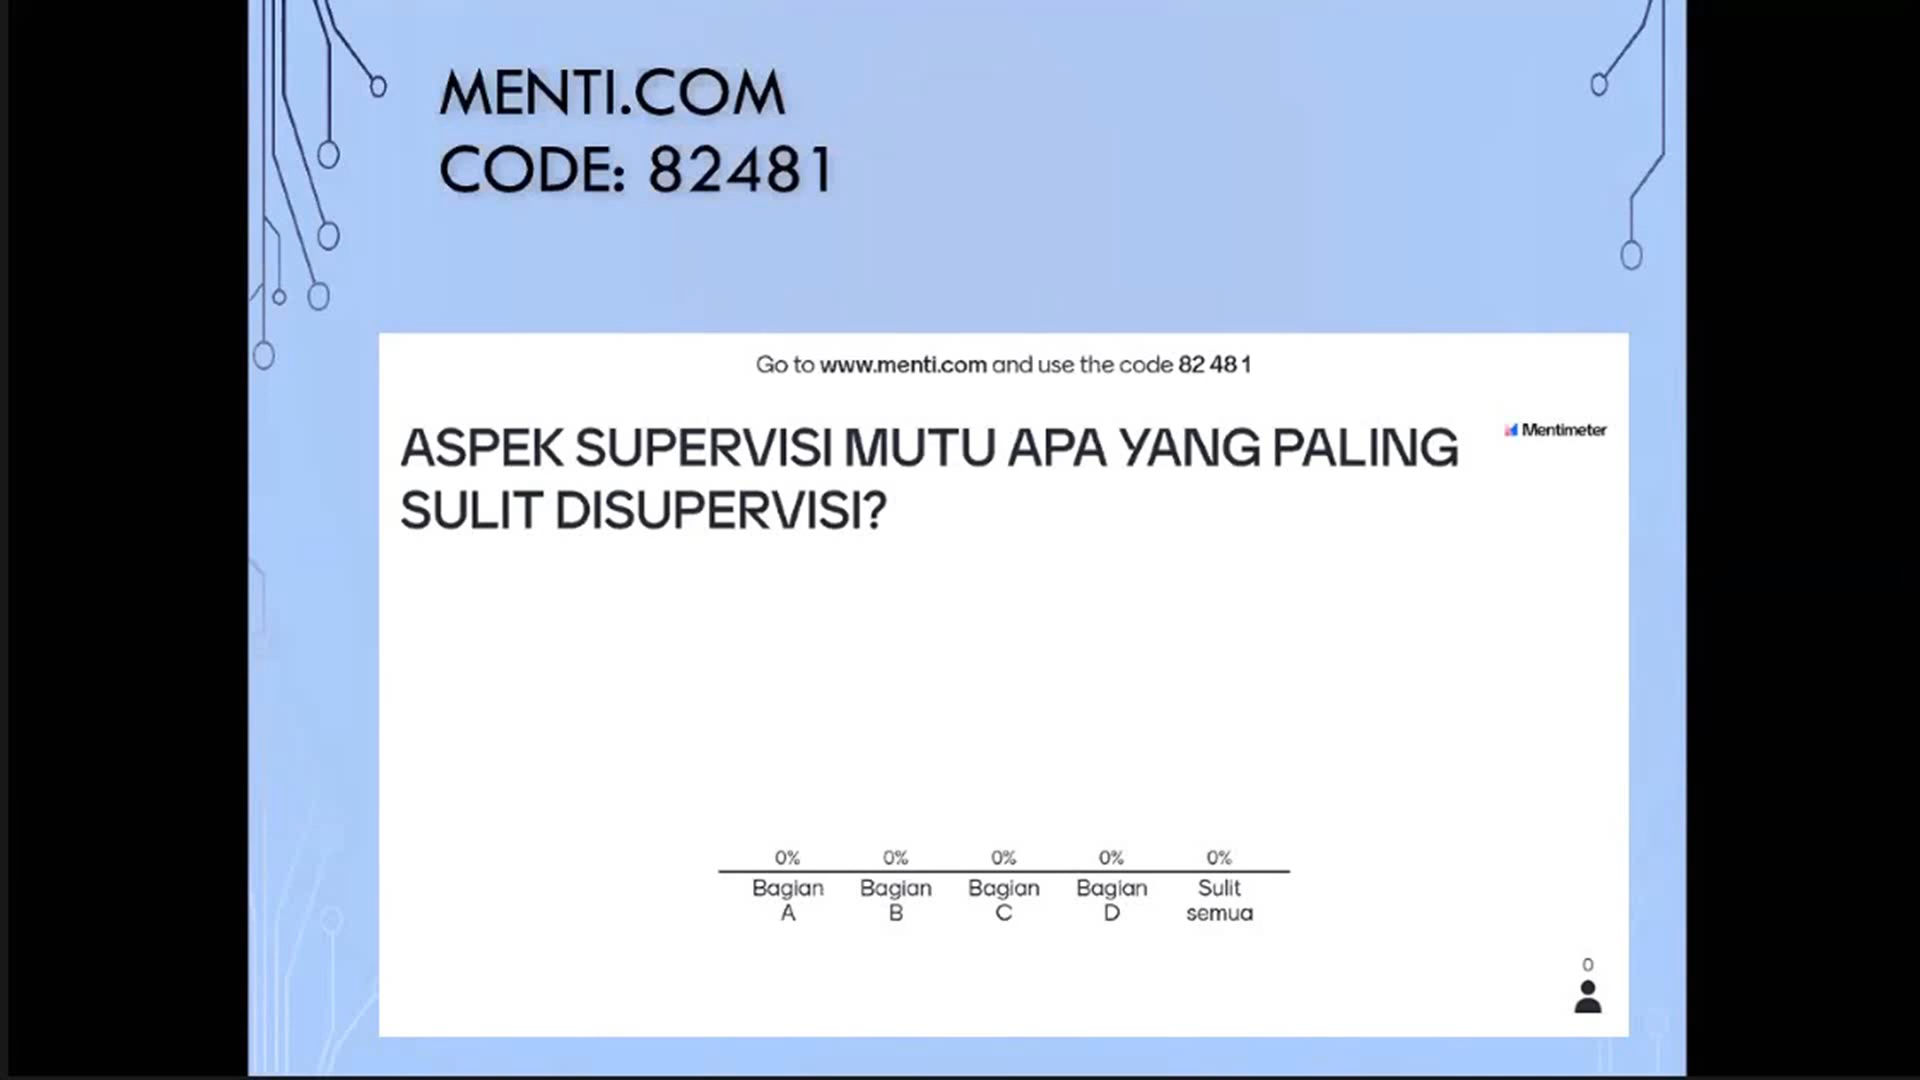 MENTI.COM
CODE: 82481
Go to www.menti.com and use the code 82 48 1
Mentimeter
ASPEK SUPERVISI MUTU APA YANG PALING
SULIT DISUPERVISI?
0% 0% 0% 0% 0%
Bagian Bagian Bagian Bagian Sulit
A B C D semua
0